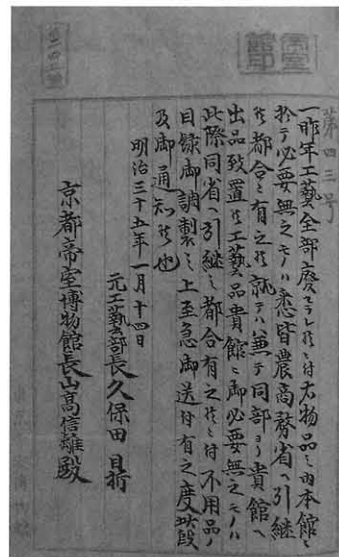 第四三号
一昨年工藝全部廃セラレ候ニ付右物品ニ内本館ニ
於テ必要無之モノハ悉皆農商務省ヘ引継
候都合ニ有之候就テハ兼テ同部ヨリ貴館ヘ
出品致置候工藝品貴館ニ御必要無之モノハ
此際同省ヘ引継ニ都合有之候ニ付不用品ノ
目録御調製ニ上至急御送付有之度此段
及御通知候也
明治三十五年一月十四日
元工藝部長久保田
京都帝室博物館長山高信離殿